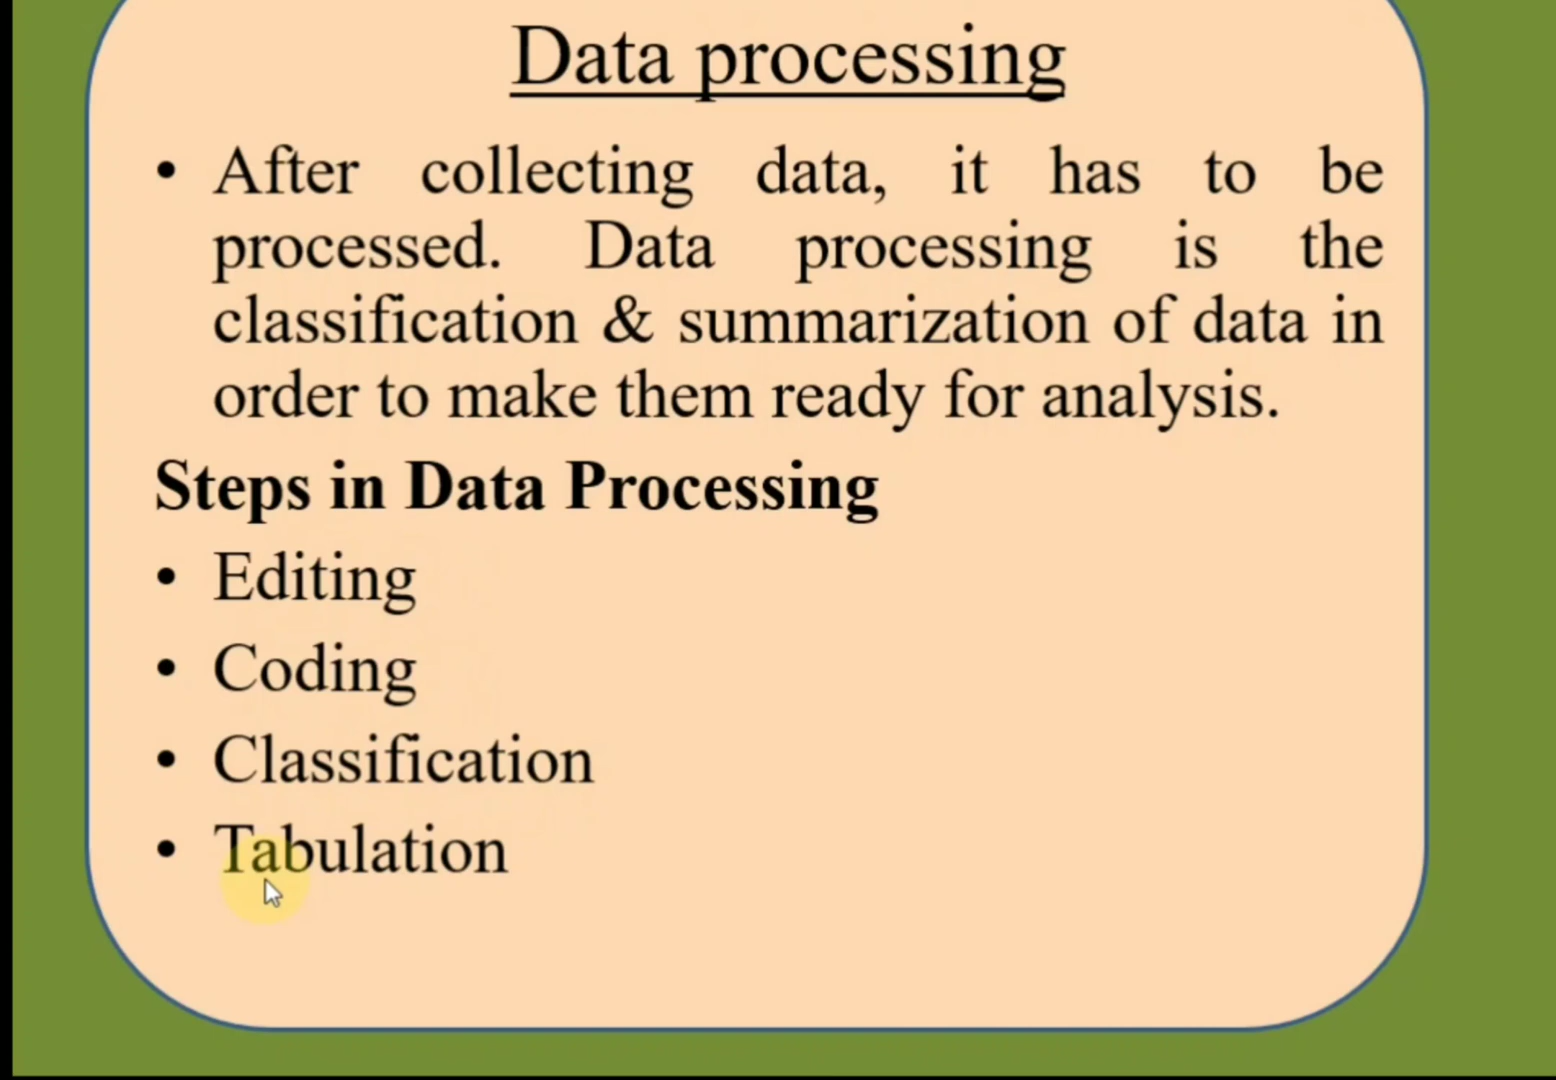 Data processing
• After collecting data, it has to be
processed. Data processing is the
classification & summarization of data in
order to make them ready for analysis.
Steps in Data Processing
• Editing
• Coding
• Classification
• Tabulation